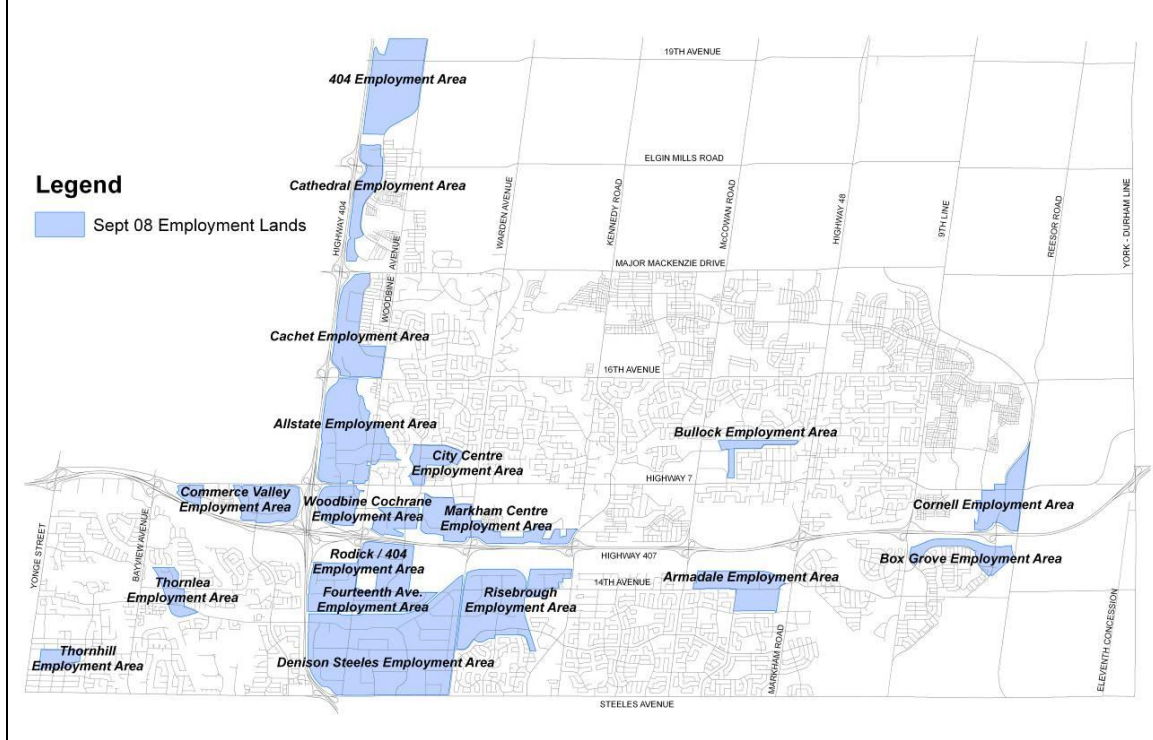 19TH AVENUE
404 Employment Area
ELGIN MILLS ROAD
Legend
Cathedral Employment Area
Sept 08 Employment Lands
HIGHWAY 404
WOODBINE AVENUE
WARDEN AVENUE
KENNEDY ROAD
McCOWAN ROAD
HIGHWAY 48
9TH LINE
REESOR ROAD
YORK - DURHAM LINE
MAJOR MACKENZIE DRIVE
Cachet Employment Area
16TH AVENUE
Allstate Employment Area
Bullock Employment Area
City Centre
Employment Area
HIGHWAY 7
Commerce Valley
Employment Area
Woodbine Cochrane
Employment Area
Markham Centre
Employment Area
Cornell Employment Area
YONGE STREET
BAYVIEW AVENUE
Rodick / 404
Employment Area
HIGHWAY 407
Box Grove Employment Area
Thornlea
Employment Area
Fourteenth Ave.
Employment Area
Risebrough
Employment Area
14TH AVENUE
Armadale Employment Area
Thornhill
Employment Area
Denison Steeles Employment Area
MARKHAM ROAD
ELEVENTH CONCESSION
STEELES AVENUE